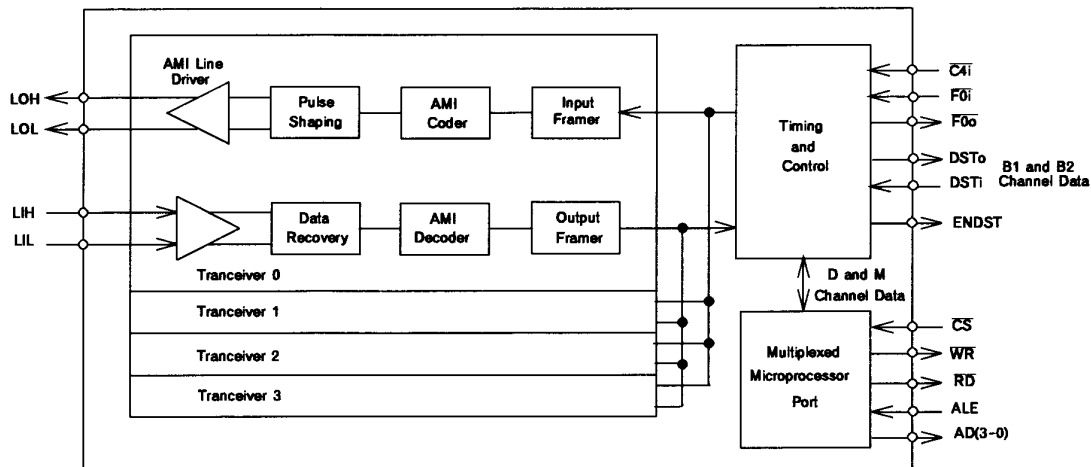 AMI Line
Driver
LOH
LOL
Pulse
Shaping
AMI
Coder
Input
Framer
LIH
LIL
Data
Recovery
AMI
Decoder
Output
Framer
Tranceiver 0
Tranceiver 1
Tranceiver 2
Tranceiver 3
Timing
and
Control
C4i
F0i
F0o
DSTo
DSTi
B1 and B2
Channel Data
ENDST
D and M
Channel Data
Multiplexed
Microprocessor
Port
CS
WR
RD
ALE
AD(3-0)